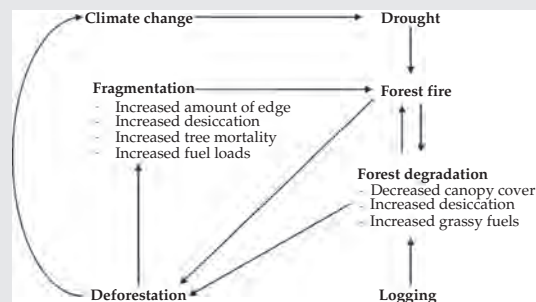 Climate change
Drought
Fragmentation
- Increased amount of edge
- Increased desiccation
- Increased tree mortality
- Increased fuel loads
Forest fire
Forest degradation
- Decreased canopy cover
- Increased desiccation
- Increased grassy fuels
Deforestation
Logging